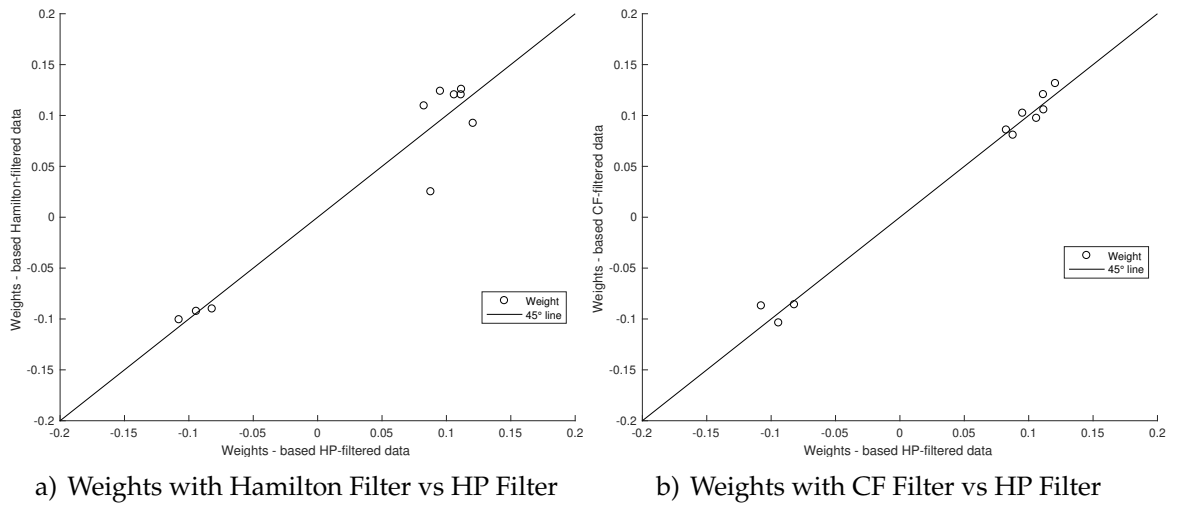 0.2
0.15
0.1
0.05
0
-0.05
-0.1
-0.15
-0.2
Weights - based Hamilton-filtered data
-0.2 -0.15 -0.1 -0.05 0 0.05 0.1 0.15 0.2
Weights - based HP-filtered data
Weight
45° line
a) Weights with Hamilton Filter vs HP Filter
0.2
0.15
0.1
0.05
0
-0.05
-0.1
-0.15
-0.2
Weights - based CF-filtered data
-0.2 -0.15 -0.1 -0.05 0 0.05 0.1 0.15 0.2
Weights - based HP-filtered data
Weight
45° line
b) Weights with CF Filter vs HP Filter